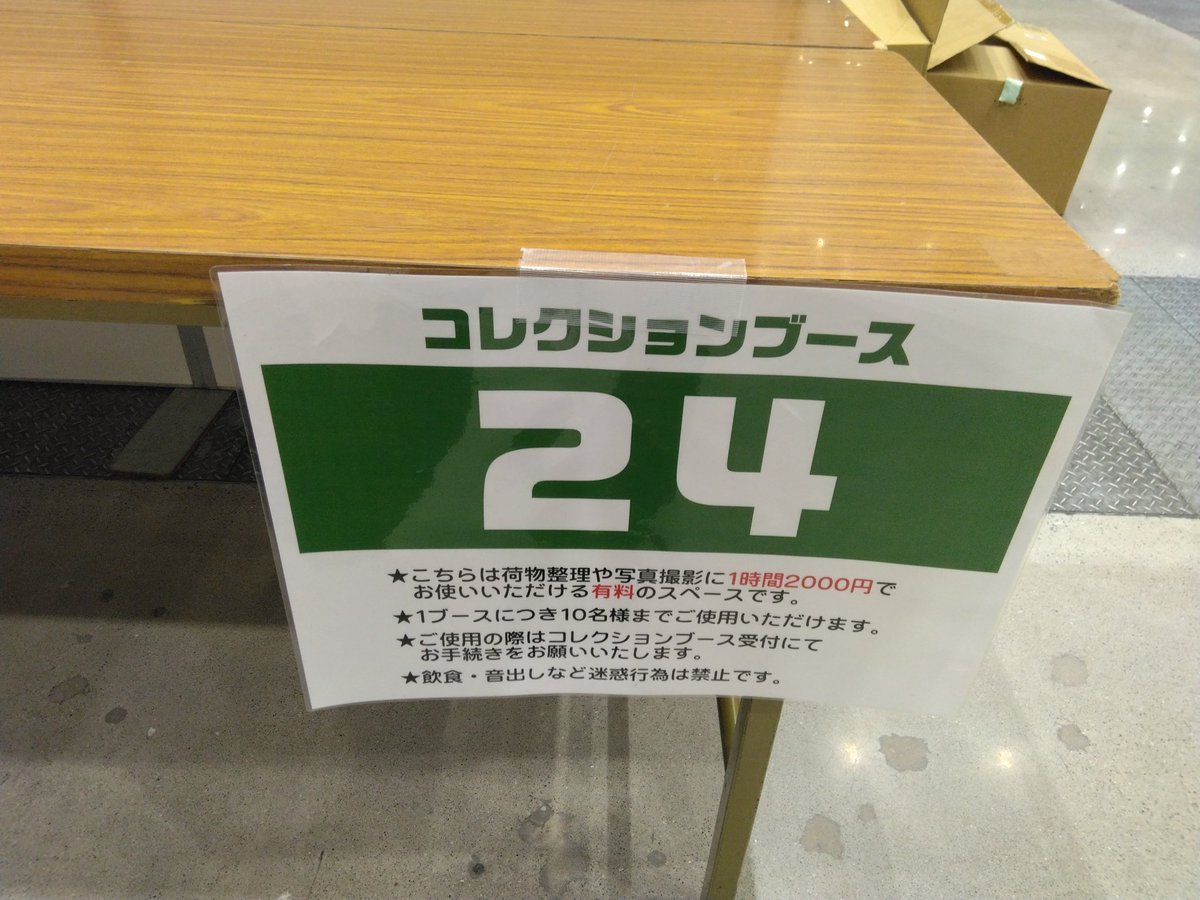 コレクションブース
24
★こちらは荷物整理や写真撮影に1時間2000円で
お使いいただける有料のスペースです。
★1ブースにつき10名様までご使用いただけます。
★ご使用の際はコレクションブース受付にて
お手続きをお願いいたします。
★飲食・音出しなど迷惑行為は禁止です。